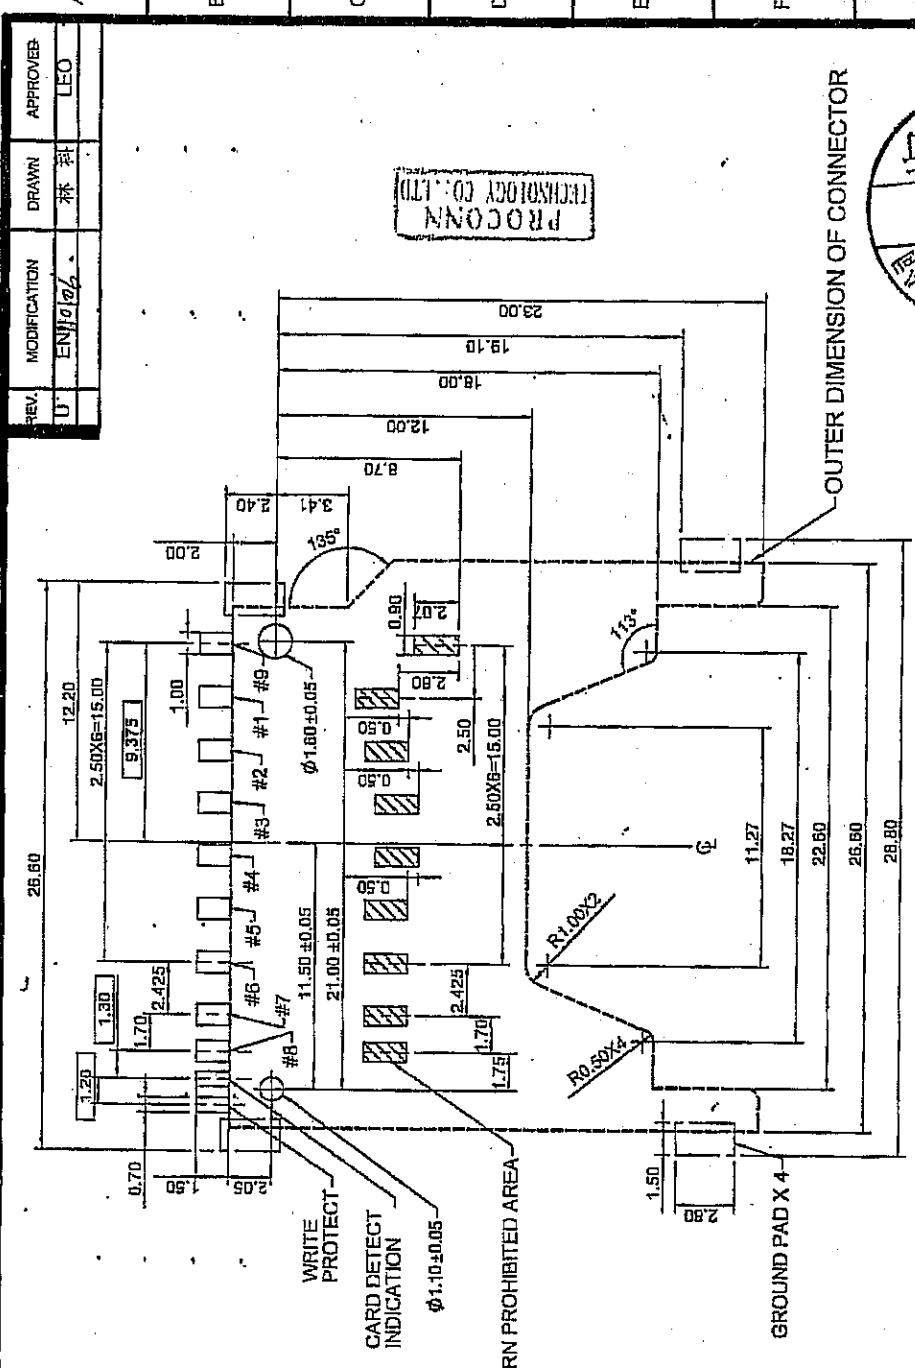 REV.
MODIFICATION
DRAWN
APPROVED
林
LEO
PROCONN
TECHNOLOGY CO., LTD
26.60
12.20
2.50X6=15.00
9.375
1.00
2.00
2.40
3.41
135°
8.70
12.00
18.00
19.10
23.00
1.20
1.30
1.70
2.425
0.70
1.50
2.05
#8
#7
#6
#5
#4
#3
#2
#1
#9
11.50±0.05
21.00±0.05
Ø1.60±0.05
0.50
0.50
0.50
0.90
2.07
2.80
2.50
2.50X6=15.00
2.425
1.70
1.75
WRITE
PROTECT
CARD DETECT
INDICATION
Ø1.10±0.05
RN PROHIBITED AREA
R1.00X2
R0.50X4
113°
11.27
18.27
22.60
26.60
28.80
1.50
2.80
GROUND PAD X 4
OUTER DIMENSION OF CONNECTOR